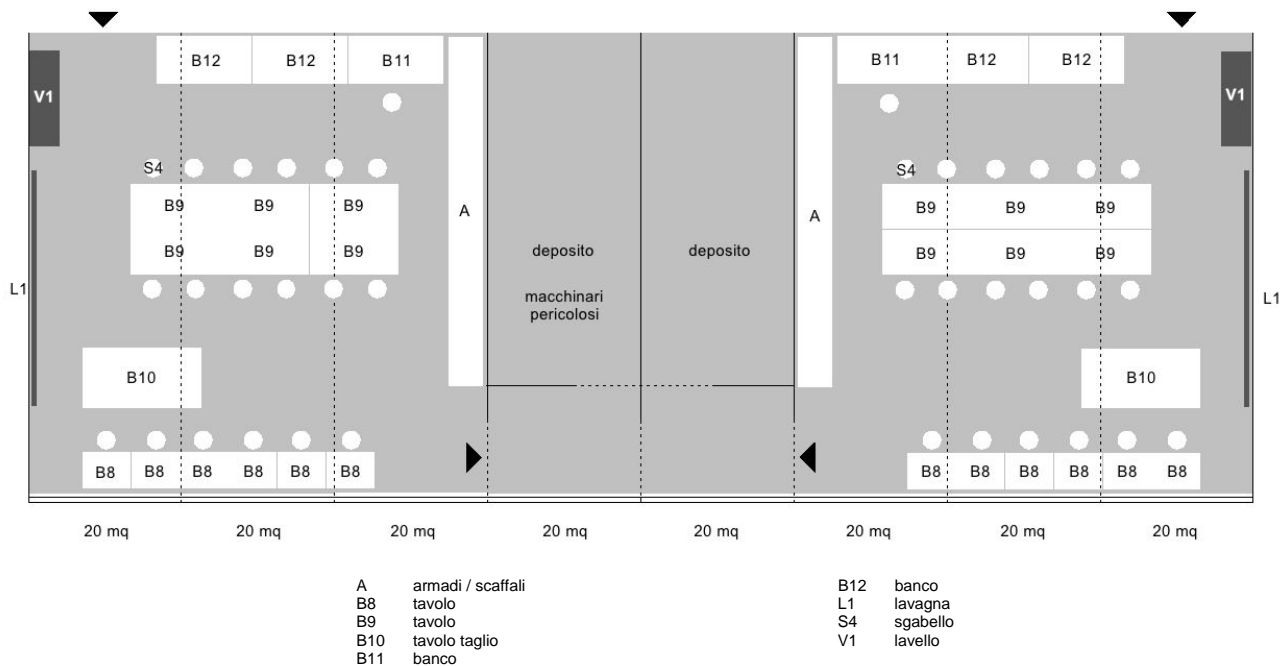 B12 B12 B11 B11 B12 B12
V1 V1
S4 S4
B9 B9 B9 B9 B9 B9
A A
B9 B9 B9 B9 B9 B9
deposito deposito
macchinari
pericolosi
L1 L1
B10 B10
B8 B8 B8 B8 B8 B8 B8 B8 B8 B8 B8 B8
20 mq 20 mq 20 mq 20 mq 20 mq 20 mq 20 mq 20 mq
A armadi / scaffali
B8 tavolo
B9 tavolo
B10 tavolo taglio
B11 banco
B12 banco
L1 lavagna
S4 sgabello
V1 lavello